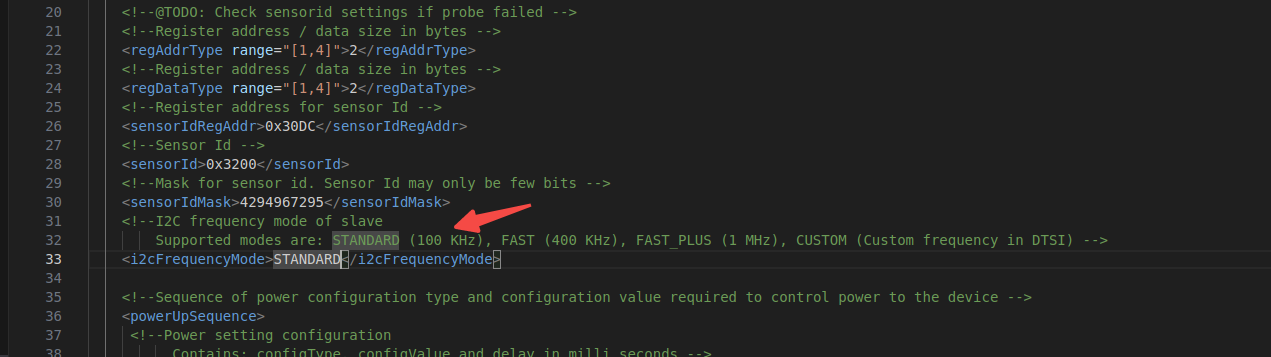 20 <!--@TODO: Check sensorid settings if probe failed -->
21 <!--Register address / data size in bytes -->
22 <regAddrType range="[1,4]">2</regAddrType>
23 <!--Register address / data size in bytes -->
24 <regDataType range="[1,4]">2</regDataType>
25 <!--Register address for sensor Id -->
26 <sensorIdRegAddr>0x30DC</sensorIdRegAddr>
27 <!--Sensor Id -->
28 <sensorId>0x3200</sensorId>
29 <!--Mask for sensor id. Sensor Id may only be few bits -->
30 <sensorIdMask>4294967295</sensorIdMask>
31 <!--I2C frequency mode of slave
32 Supported modes are: STANDARD (100 KHz), FAST (400 KHz), FAST_PLUS (1 MHz), CUSTOM (Custom frequency in DTSI) -->
33 <i2cFrequencyMode>STANDARD</i2cFrequencyMode>
34
35 <!--Sequence of power configuration type and configuration value required to control power to the device -->
36 <powerUpSequence>
37 <!--Power setting configuration
38 Contains: configType, configValue and delay in milli seconds -->